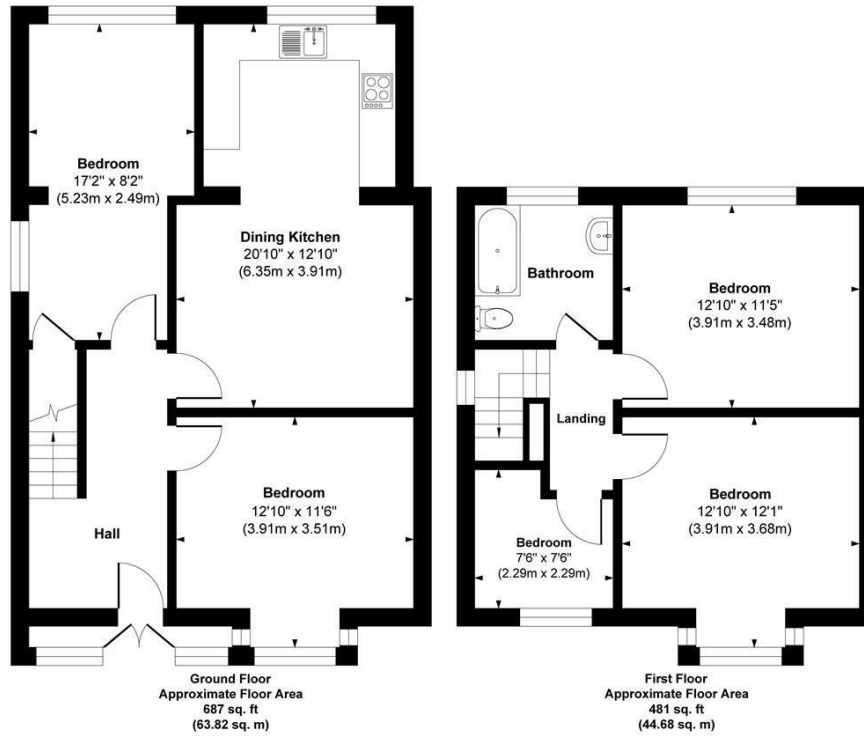 Bedroom
17'2" x 8'2"
(5.23m x 2.49m)
Dining Kitchen
20'10" x 12'10"
(6.35m x 3.91m)
Bedroom
12'10" x 11'6"
(3.91m x 3.51m)
Hall
Ground Floor
Approximate Floor Area
687 sq. ft
(63.82 sq. m)
Bathroom
Bedroom
12'10" x 11'5"
(3.91m x 3.48m)
Landing
Bedroom
12'10" x 12'1"
(3.91m x 3.68m)
Bedroom
7'6" x 7'6"
(2.29m x 2.29m)
First Floor
Approximate Floor Area
481 sq. ft
(44.68 sq. m)